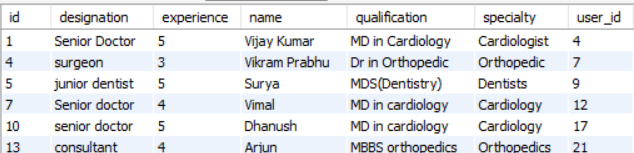 id designation experience name qualification specialty user_id
1 Senior Doctor 5 Vijay Kumar MD in Cardiology Cardiologist 4
4 surgeon 3 Vikram Prabhu Dr in Orthopedic Orthopedic 7
5 junior dentist 5 Surya MDS(Dentistry) Dentists 9
7 Senior doctor 4 Vimal MD in cardiology Cardiology 12
10 senior doctor 5 Dhanush MD in cardiology Cardiology 17
13 consultant 4 Arjun MBBS orthopedics Orthopedics 21